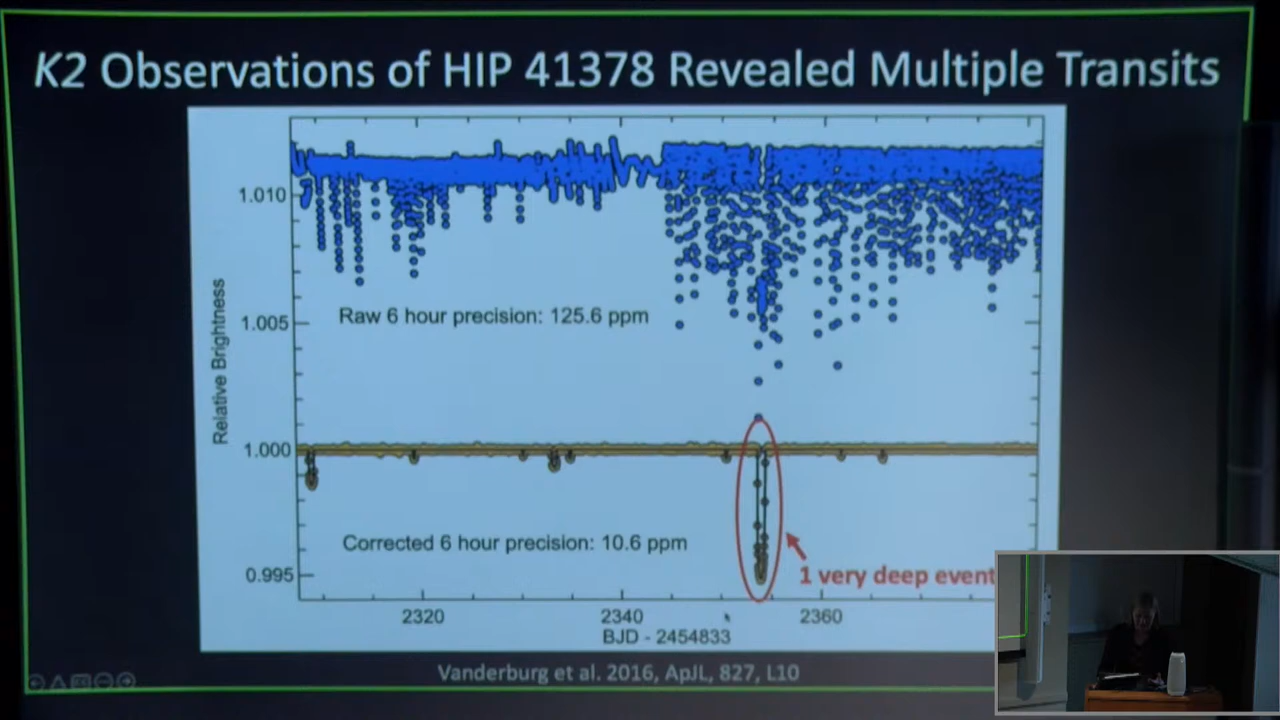 K2 Observations of HIP 41378 Revealed Multiple Transits
1.010
Raw 6 hour precision: 125.6 ppm
1.005
Relative Brightness
1.000
Corrected 6 hour precision: 10.6 ppm
1 very deep event
0.995
2320
2340
2360
BJD - 2454833
Vanderburg et al. 2016, ApJL, 827, L10